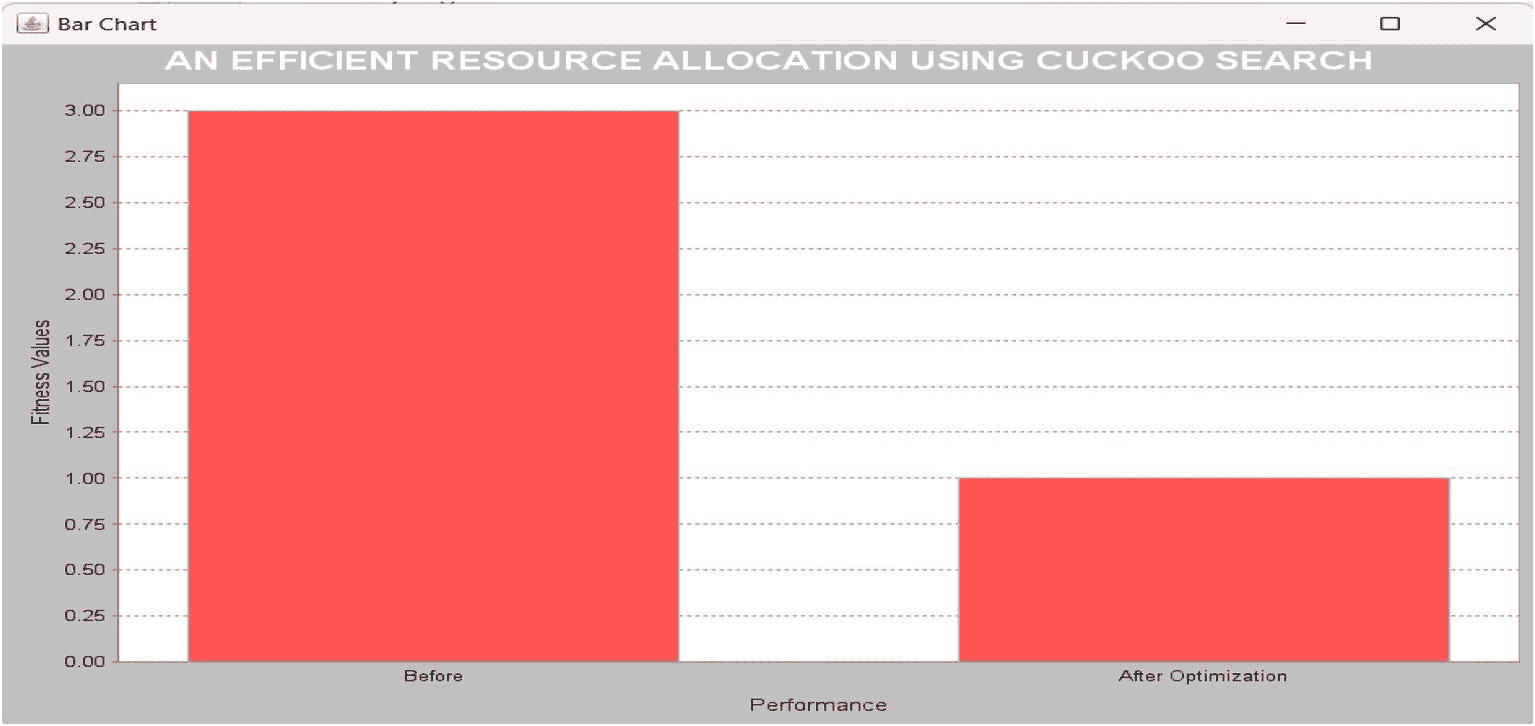 Bar Chart
AN EFFICIENT RESOURCE ALLOCATION USING CUCKOO SEARCH
3.00
2.75
2.50
2.25
2.00
1.75
1.50
1.25
1.00
0.75
0.50
0.25
0.00
Fitness Values
Before
After Optimization
Performance